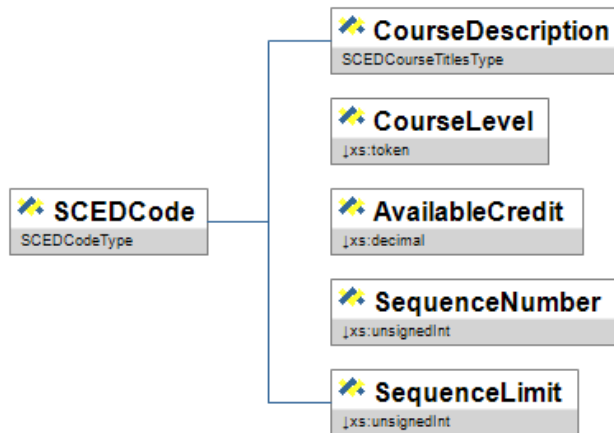 CourseDescription
SCEDCourseTitlesType
CourseLevel
↓xs:token
SCEDCode
SCEDCodeType
AvailableCredit
↓xs:decimal
SequenceNumber
↓xs:unsignedInt
SequenceLimit
↓xs:unsignedInt